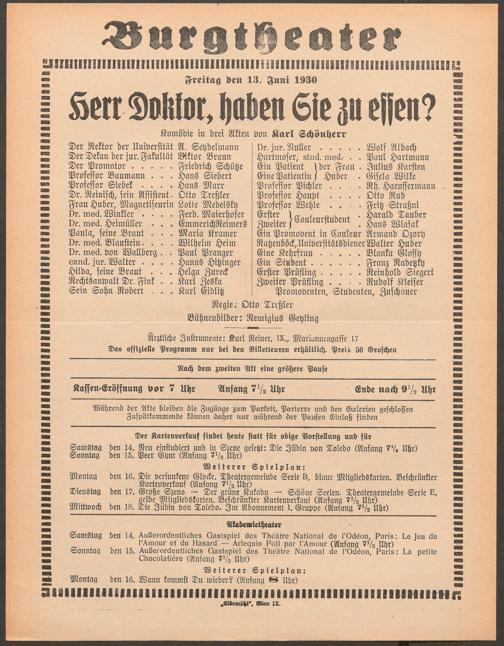 Burgtheater
Freitag den 13. Juni 1930
Herr Doktor, haben Sie zu essen?
Komödie in drei Akten von Karl Schönherr
Der Rektor der Universität A. Seydelmann
Der Dekan der jur. Fakultät Viktor Braun
Der Promotor . . . . Friedrich Schütze
Professor Baumann . . . Hans Siebert
Professor Siebek . . . . Hans Marr
Dr. Reinisch, sein Assistent . Otto Treßler
Frau Huber, Magnetiseurin Lotte Medelsky
Dr. med. Winkler . . . Ferd. Maierhofer
Dr. med. Heimüller . . . Emmerich Reimers
Paula, seine Braut . . . Maria Kramer
Dr. med. Blaustein . . . Wilhelm Heim
Dr. med. von Wallberg . . Paul Pranger
cand. jur. Walter . . . Hanns Hitzinger
Hilda, seine Braut . . . Helga Zureck
Rechtsanwalt Dr. Fink . . Karl Zeska
Sein Sohn Robert . . . Karl Eidlitz
Dr. jur. Nuller . . . . . Wolf Albach
Hartmoser, stud. med. . . Paul Hartmann
Ein Patient } der Frau . Julius Karsten
Eine Patientin } Huber . Gisela Wilke
Professor Pichler . . . . Rh. Haeussermann
Professor Haupt . . . . Otto Rub
Professor Wehle . . . . Fritz Straßni
Erster } Couleurstudent . Harald Tauber
Zweiter } . Hans Wlasak
Ein Promovent in Couleur Armand Ozory
Ratzenböck, Universitätsdiener Walter Huber
Eine Kehrfrau . . . . . Blanka Glossy
Ein Student . . . . . . Franz Radetzky
Erster Prüfling . . . . Reinhold Siegert
Zweiter Prüfling . . . . Rudolf Kleiser
Promoventen, Studenten, Zuschauer
Regie: Otto Treßler
Bühnenbilder: Remigius Geyling
Ärztliche Instrumente: Karl Reiner, IX., Mariannengasse 17
Das offizielle Programm nur bei den Billetteuren erhältlich. Preis 50 Groschen
Nach dem zweiten Akt eine größere Pause
Kassen-Eröffnung vor 7 Uhr Anfang 7½ Uhr Ende nach 9½ Uhr
Während der Akte bleiben die Zugänge zum Parkett, Parterre und den Galerien geschlossen
Zuspätkommende können daher nur während der Pausen Einlaß finden
Der Kartenverkauf findet heute statt für obige Vorstellung und für
Samstag den 14. Neu einstudiert und in Szene gesetzt: Die Jüdin von Toledo (Anfang 7½ Uhr)
Sonntag den 15. Peer Gynt (Anfang 7½ Uhr)
Weiterer Spielplan:
Montag den 16. Die versunkene Glocke. Theatergemeinde Serie B, blaue Mitgliedskarten. Beschränkter
Kartenverkauf (Anfang 7½ Uhr)
Dienstag den 17. Große Szene — Der grüne Kakadu — Schöne Seelen. Theatergemeinde Serie E,
gelbe Mitgliedskarten. Beschränkter Kartenverkauf (Anfang 7½ Uhr)
Mittwoch den 18. Die Jüdin von Toledo. Im Abonnement I. Gruppe (Anfang 7½ Uhr)
Akademietheater
Samstag den 14. Außerordentliches Gastspiel des Théâtre National de l'Odéon, Paris: Le Jeu de
l'Amour et du Hasard — Arlequin Poli par l'Amour (Anfang 7½ Uhr)
Sonntag den 15. Außerordentliches Gastspiel des Théâtre National de l'Odéon, Paris: La petite
Chocolatière (Anfang 7½ Uhr)
Weiterer Spielplan:
Montag den 16. Wann kommst Du wieder? (Anfang 8 Uhr)
„Elbemühl", Wien IX.